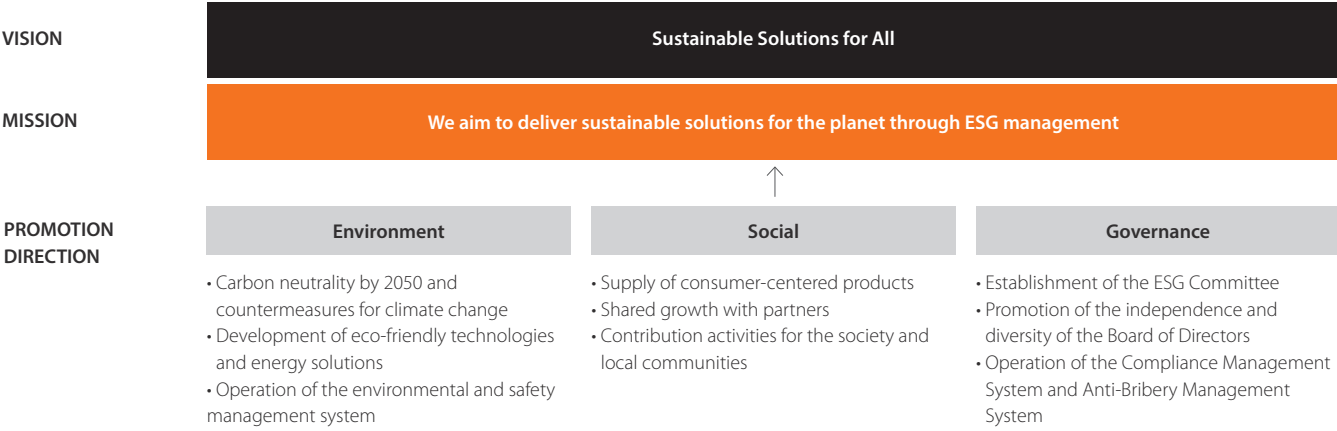 VISION
Sustainable Solutions for All
MISSION
We aim to deliver sustainable solutions for the planet through ESG management
PROMOTION
DIRECTION
Environment
• Carbon neutrality by 2050 and
countermeasures for climate change
• Development of eco-friendly technologies
and energy solutions
• Operation of the environmental and safety
management system
Social
• Supply of consumer-centered products
• Shared growth with partners
• Contribution activities for the society and
local communities
Governance
• Establishment of the ESG Committee
• Promotion of the independence and
diversity of the Board of Directors
• Operation of the Compliance Management
System and Anti-Bribery Management
System